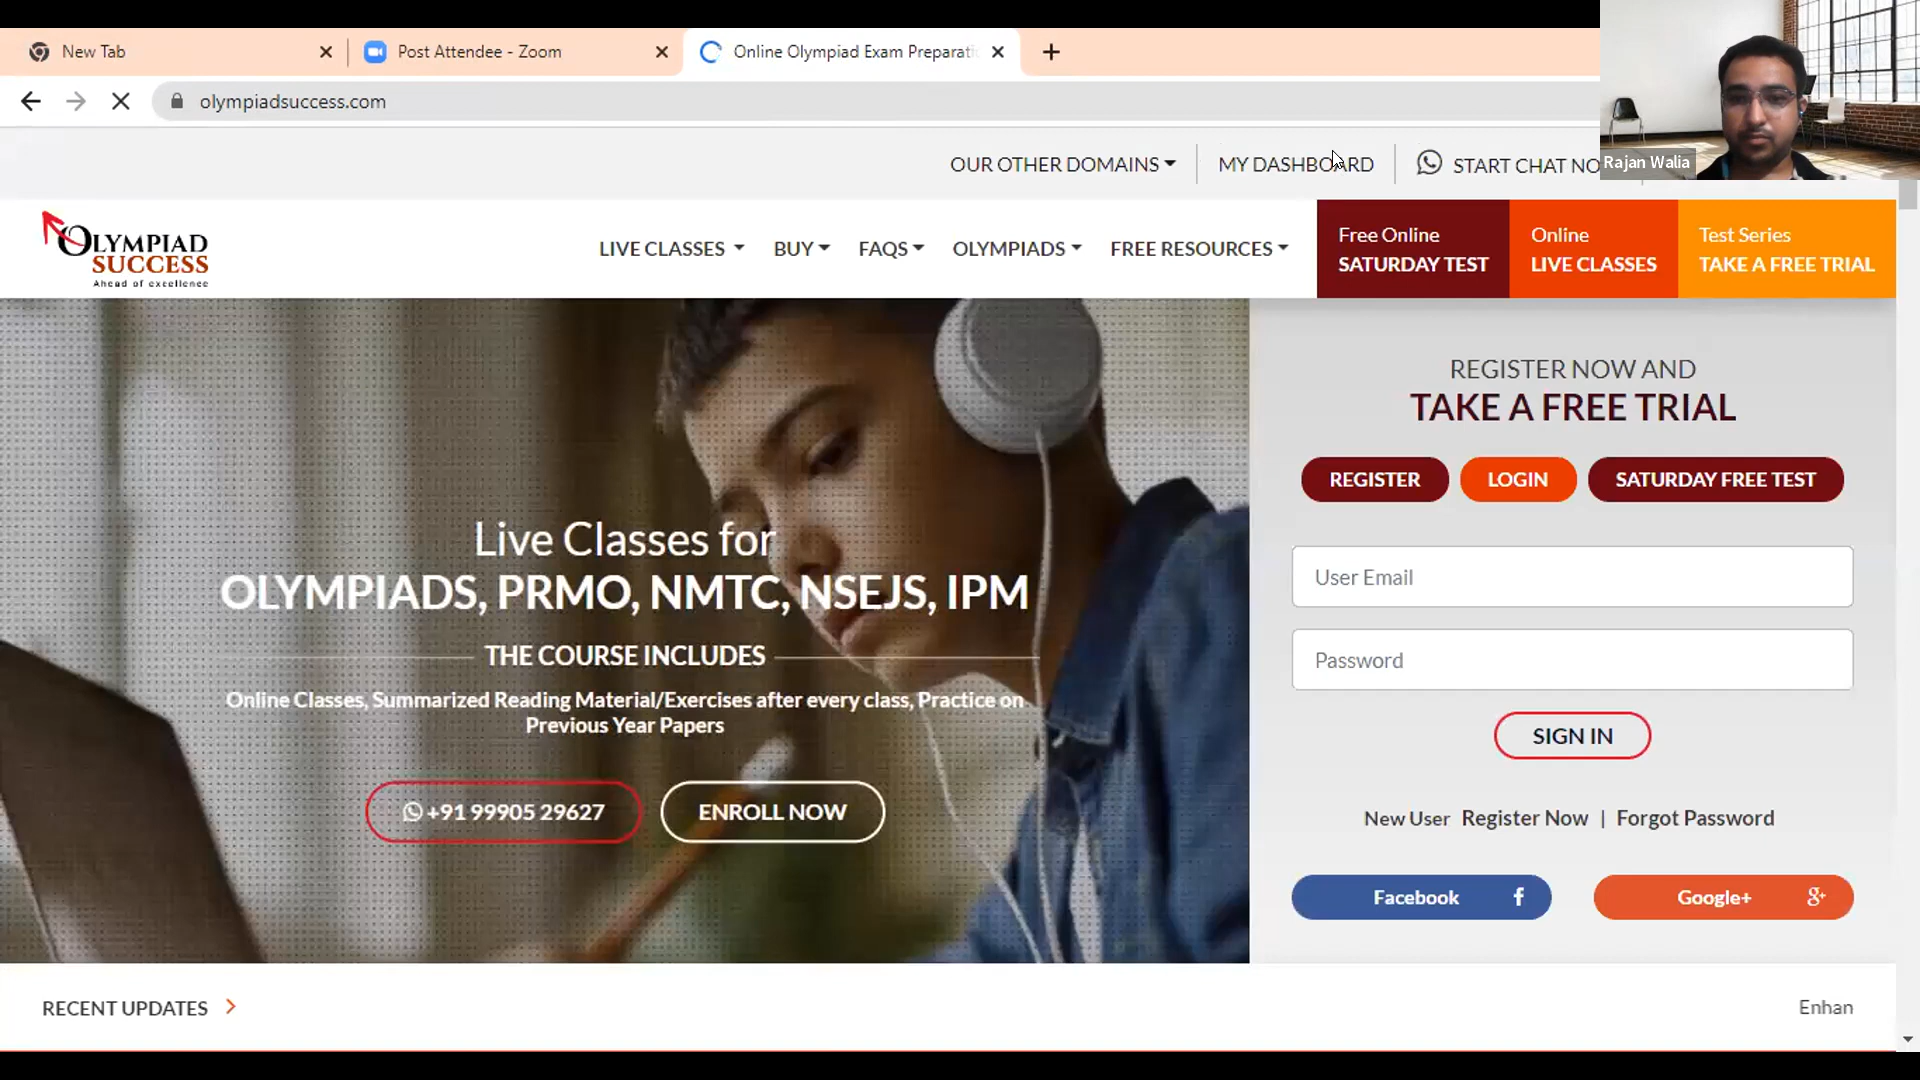 New Tab
Post Attendee - Zoom
Online Olympiad Exam Preparati
olympiadsuccess.com
Rajan Walia
OUR OTHER DOMAINS
MY DASHBOARD
START CHAT NO
OLYMPIAD
SUCCESS
Ahead of excellence
LIVE CLASSES
BUY
FAQS
OLYMPIADS
FREE RESOURCES
Free Online
SATURDAY TEST
Online
LIVE CLASSES
Test Series
TAKE A FREE TRIAL
Live Classes for
OLYMPIADS, PRMO, NMTC, NSEJS, IPM
THE COURSE INCLUDES
Online Classes, Summarized Reading Material/Exercises after every class, Practice on
Previous Year Papers
+91 99905 29627
ENROLL NOW
REGISTER NOW AND
TAKE A FREE TRIAL
REGISTER
LOGIN
SATURDAY FREE TEST
User Email
Password
SIGN IN
New User Register Now | Forgot Password
Facebook f
Google+ g+
RECENT UPDATES
Enhan